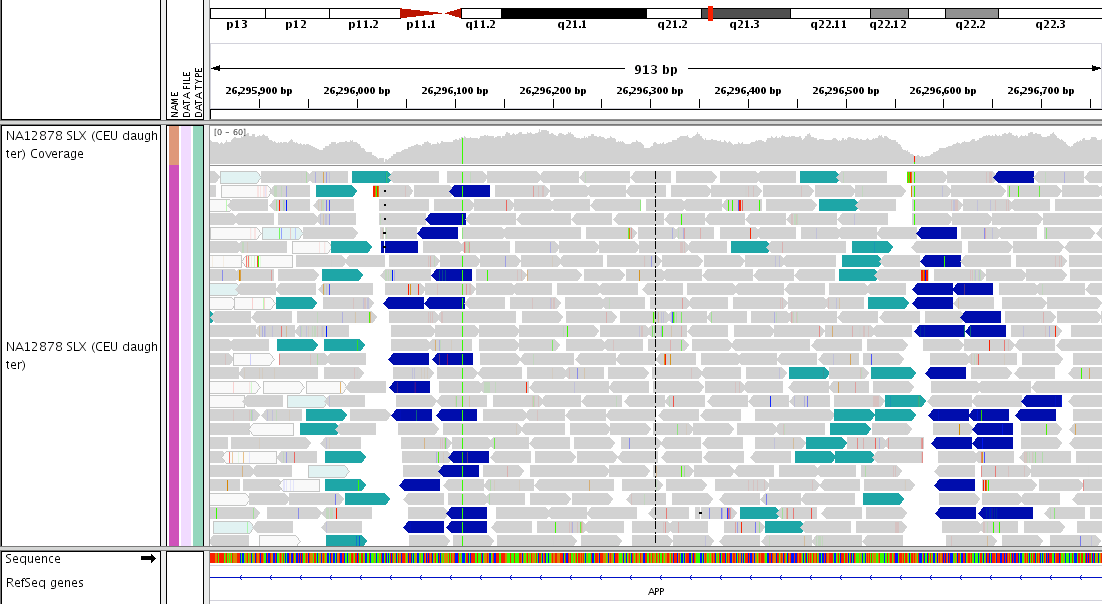 p13 p12 p11.2 p11.1 q11.2 q21.1 q21.2 q21.3 q22.11 q22.12 q22.2 q22.3
913 bp
NAME
DATA FILE
DATA TYPE
26,295,900 bp 26,296,000 bp 26,296,100 bp 26,296,200 bp 26,296,300 bp 26,296,400 bp 26,296,500 bp 26,296,600 bp 26,296,700 bp
NA12878 SLX (CEU daugh
ter) Coverage
[0 - 60]
NA12878 SLX (CEU daugh
ter)
Sequence
RefSeq genes
APP